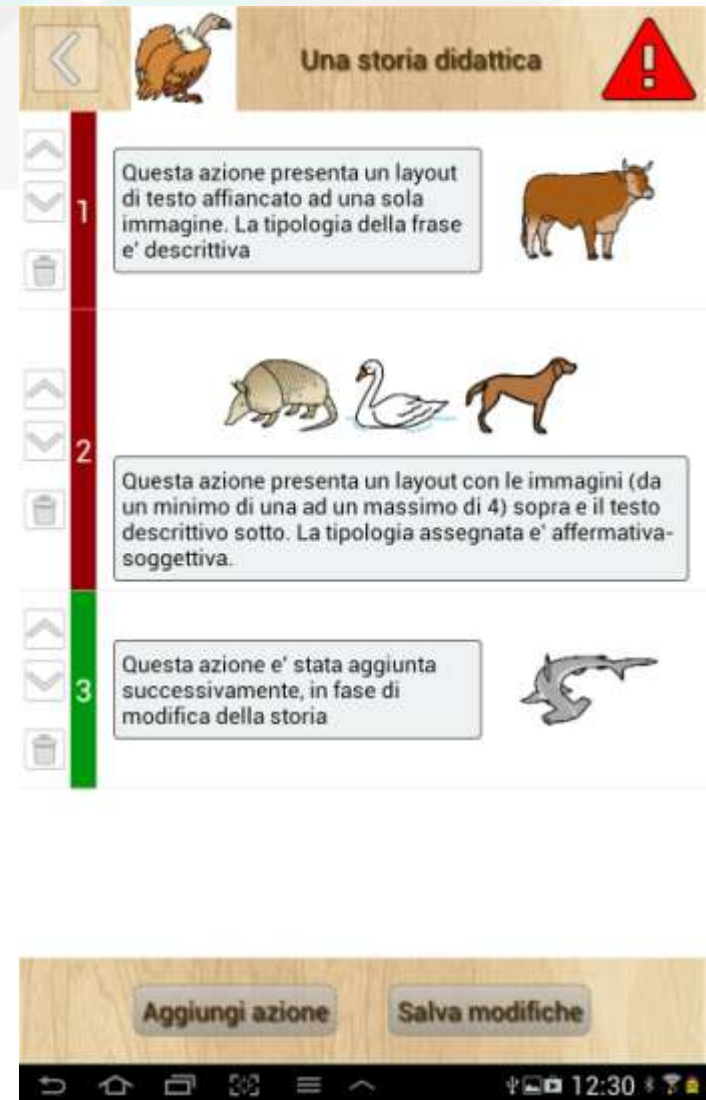 Una storia didattica
1
Questa azione presenta un layout
di testo affiancato ad una sola
immagine. La tipologia della frase
e' descrittiva
2
Questa azione presenta un layout con le immagini (da
un minimo di una ad un massimo di 4) sopra e il testo
descrittivo sotto. La tipologia assegnata e' affermativa-
soggettiva.
3
Questa azione e' stata aggiunta
successivamente, in fase di
modifica della storia
Aggiungi azione
Salva modifiche
12:30